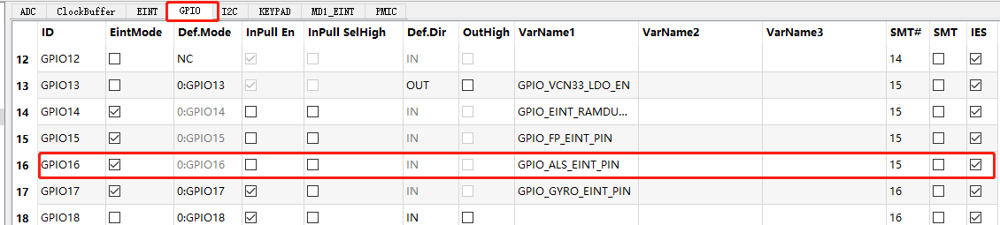 ADC ClockBuffer EINT GPIO I2C KEYPAD MD1_EINT PMIC
ID EintMode Def.Mode InPull En InPull SelHigh Def.Dir OutHigh VarName1 VarName2 VarName3 SMT# SMT IES
12 GPIO12 NC IN 14
13 GPIO13 0:GPIO13 OUT GPIO_VCN33_LDO_EN 15
14 GPIO14 0:GPIO14 IN GPIO_EINT_RAMDU... 15
15 GPIO15 0:GPIO15 IN GPIO_FP_EINT_PIN 15
16 GPIO16 0:GPIO16 IN GPIO_ALS_EINT_PIN 15
17 GPIO17 0:GPIO17 IN GPIO_GYRO_EINT_PIN 16
18 GPIO18 0:GPIO18 IN 16